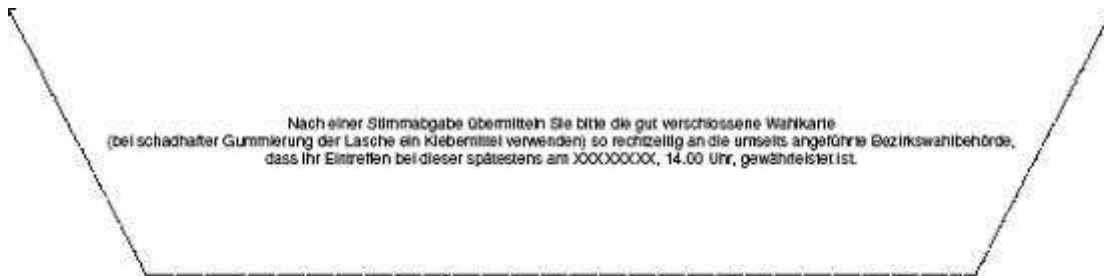 Nach einer Stimmabgabe übermitteln Sie bitte die gut verschlossene Wahlkarte
(bei schadhafter Gummierung der Lasche ein Klebemittel verwenden) so rechtzeitig an die umseits angeführte Bezirkswahlbehörde,
dass ihr Eintreffen bei dieser spätestens am XXXXXXXXX, 14.00 Uhr, gewährleistet ist.